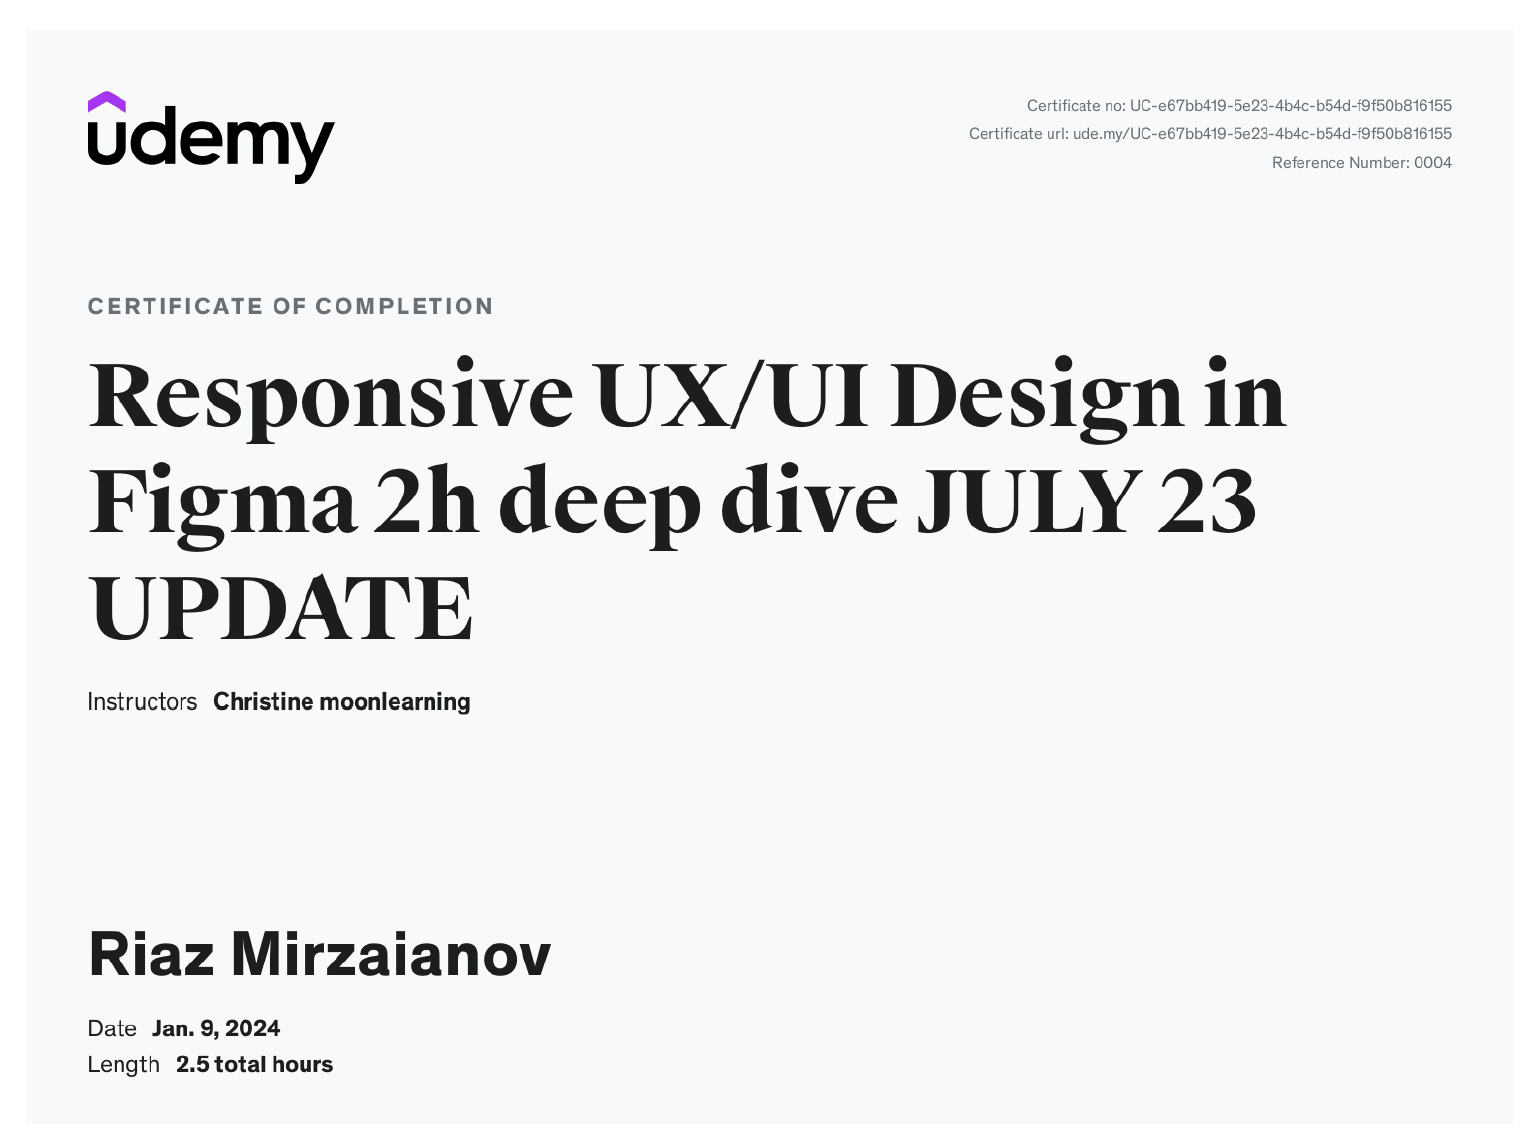 udemy
Certificate no: UC-e67bb419-5e23-4b4c-b54d-f9f50b816155
Certificate url: ude.my/UC-e67bb419-5e23-4b4c-b54d-f9f50b816155
Reference Number: 0004
CERTIFICATE OF COMPLETION
Responsive UX/UI Design in
Figma 2h deep dive JULY 23
UPDATE
Instructors Christine moonlearning
Riaz Mirzaianov
Date Jan. 9, 2024
Length 2.5 total hours